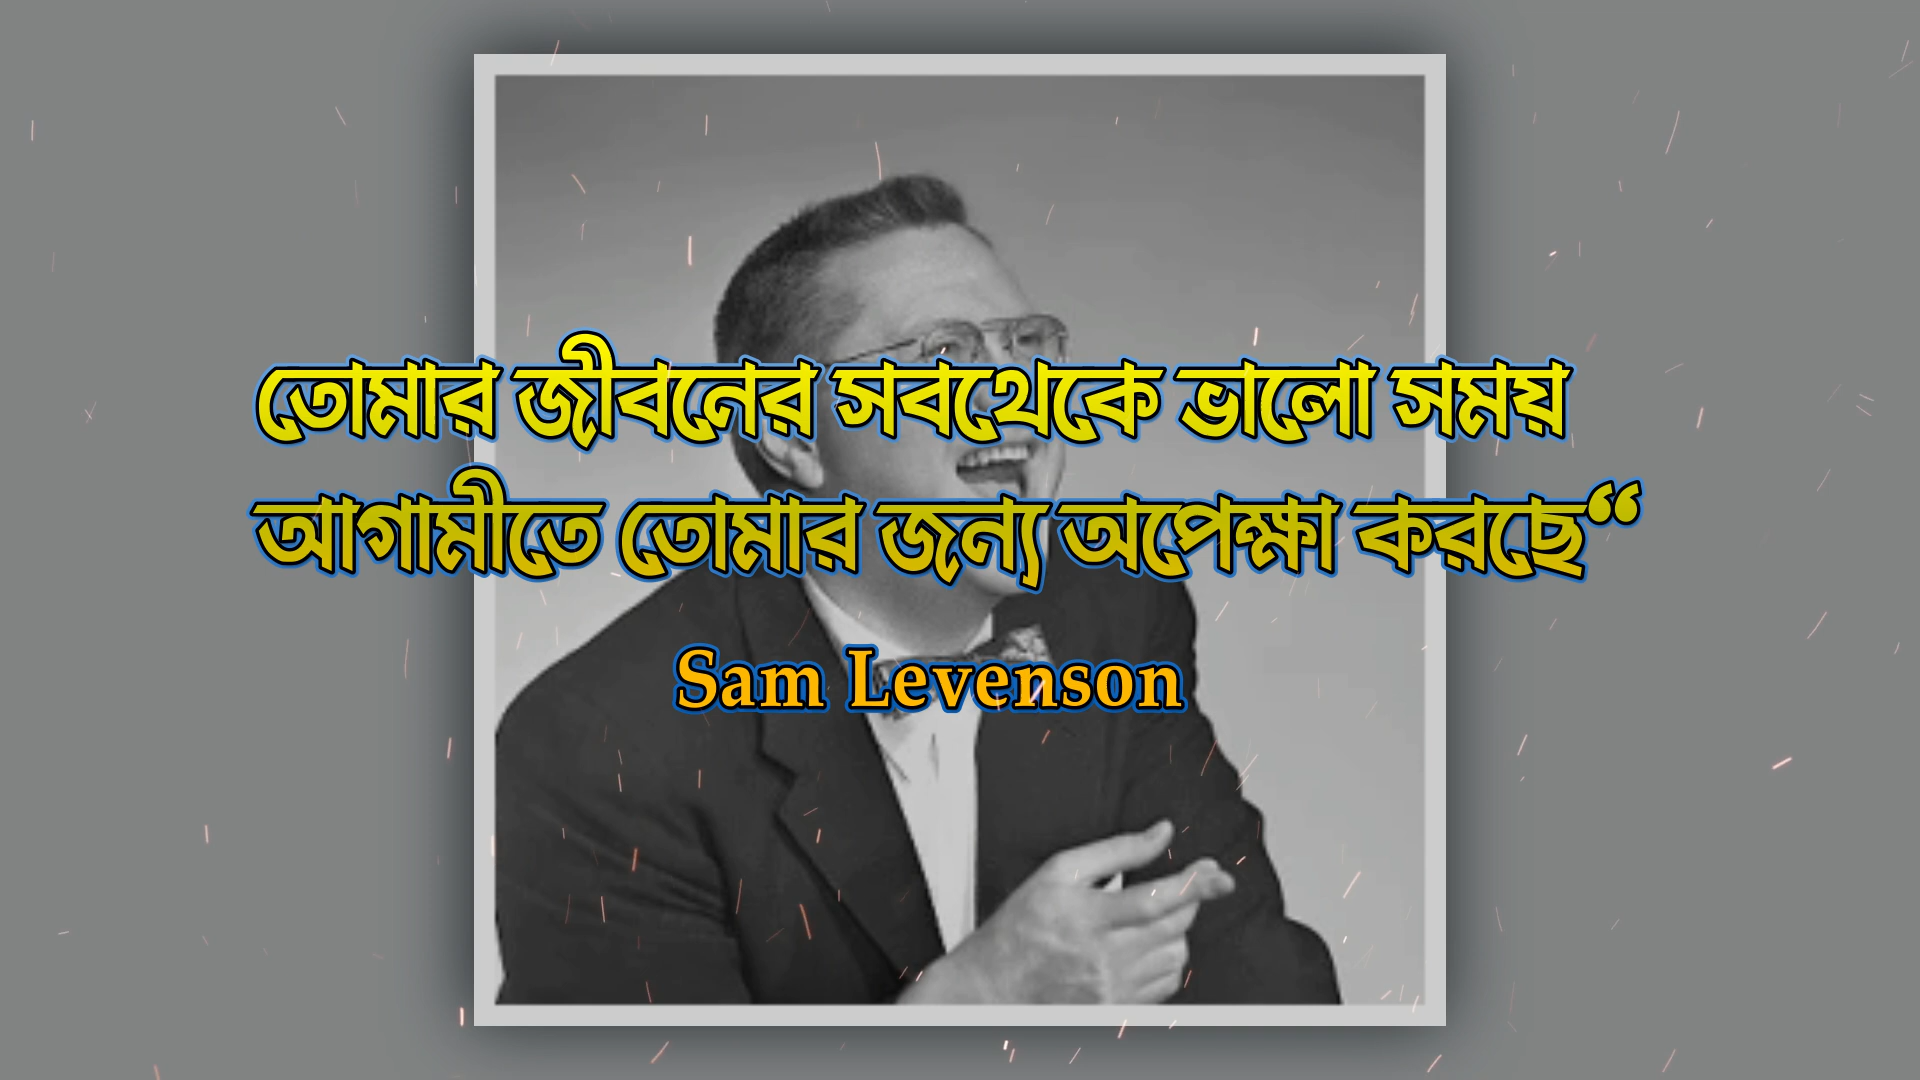 তোমার জীবনের সবথেকে ভালো সময়
আগামীতে তোমার জন্য অপেক্ষা করছে“
Sam Levenson